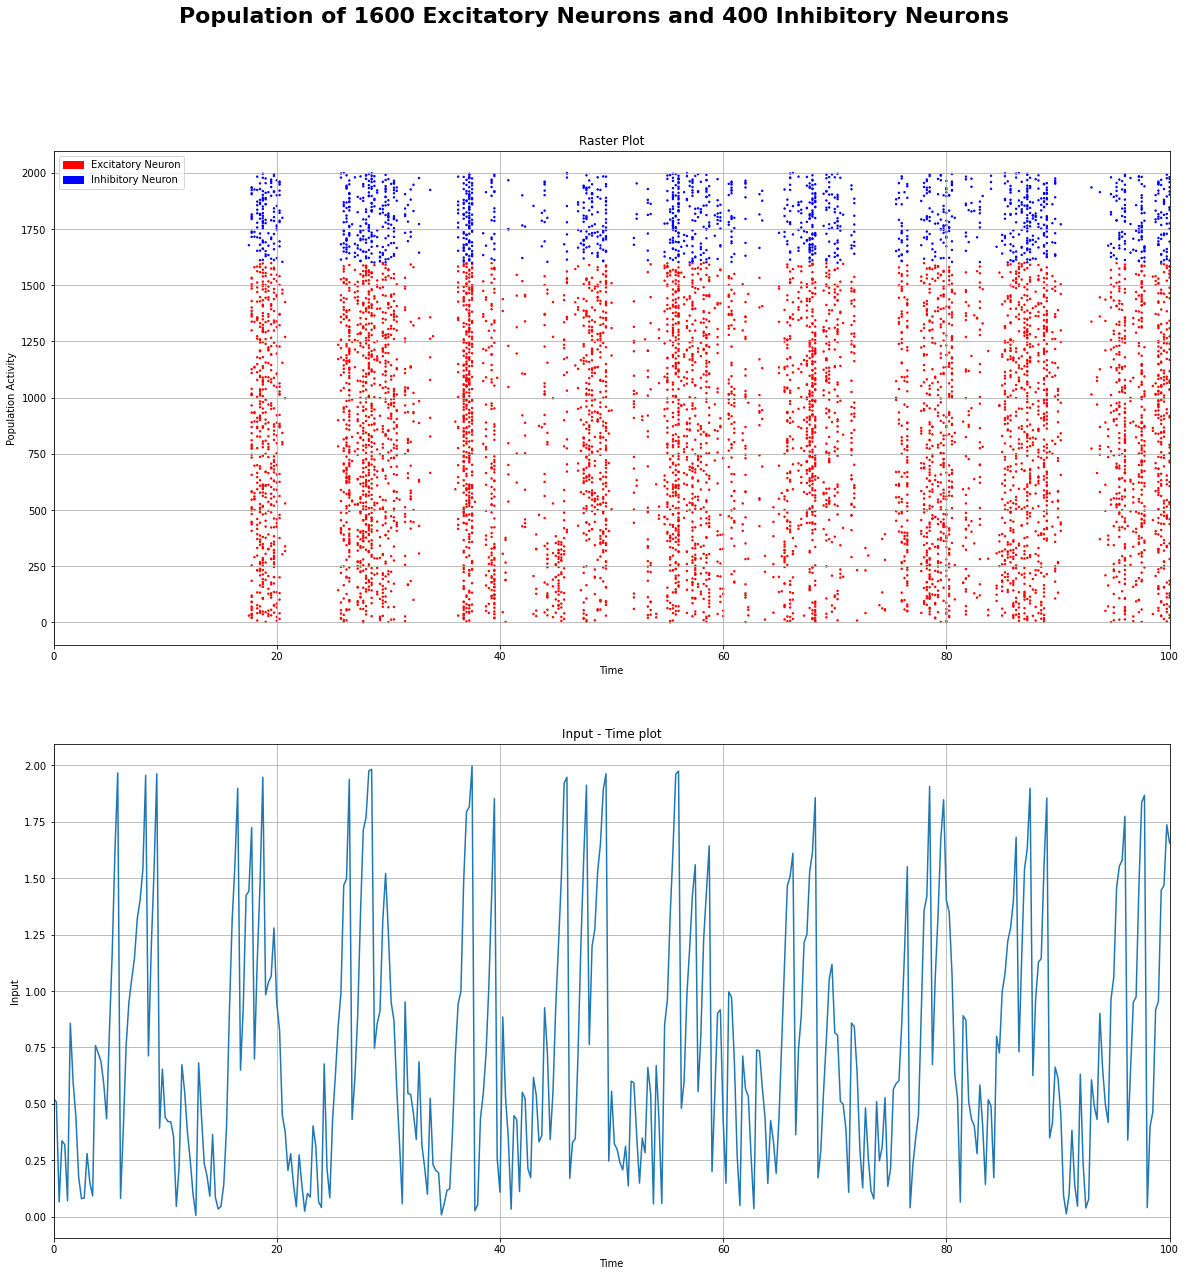 Population of 1600 Excitatory Neurons and 400 Inhibitory Neurons
Raster Plot
Excitatory Neuron
Inhibitory Neuron
Population Activity
2000
1750
1500
1250
1000
750
500
250
0
0 20 40 60 80 100
Time
Input - Time plot
Input
2.00
1.75
1.50
1.25
1.00
0.75
0.50
0.25
0.00
0 20 40 60 80 100
Time